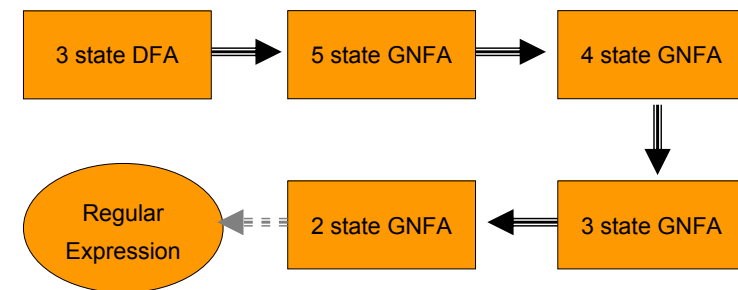 3 state DFA
5 state GNFA
4 state GNFA
3 state GNFA
2 state GNFA
Regular
Expression